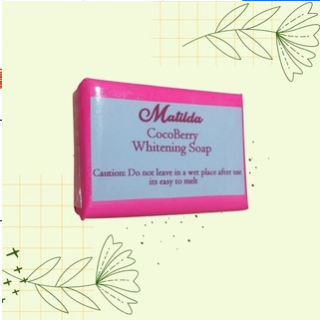 Matilda
CocoBerry
Whitening Soap
Caution: Do not leave in a wet place after use
its easy to melt